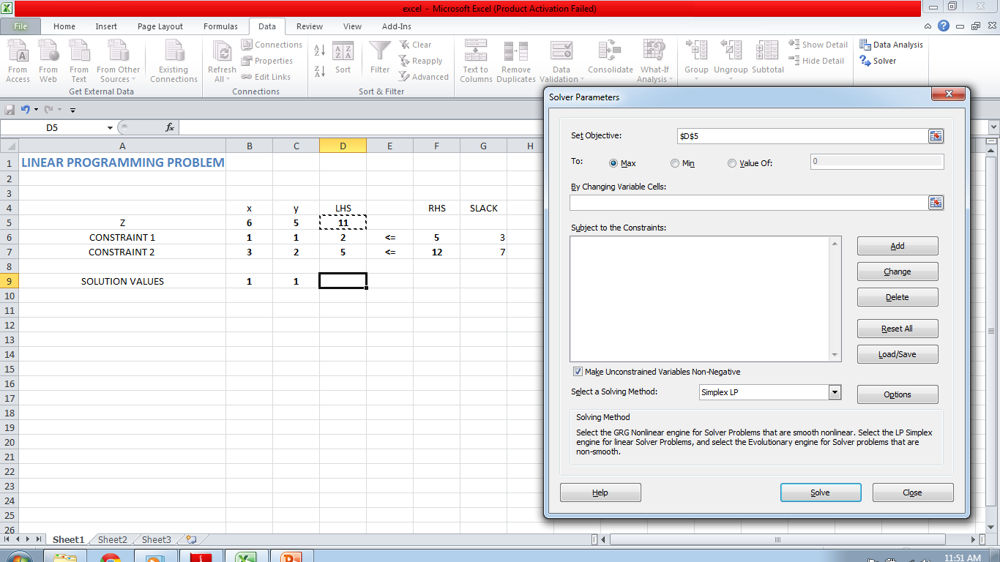 excel - Microsoft Excel (Product Activation Failed)
File Home Insert Page Layout Formulas Data Review View Add-Ins
From Access From Web From Text From Other Sources Existing Connections Refresh All Connections Properties Edit Links Sort Filter Clear Reapply Advanced Text to Columns Remove Duplicates Data Validation Consolidate What-If Analysis Group Ungroup Subtotal Show Detail Hide Detail Data Analysis Solver
Get External Data Connections Sort & Filter
D5 fx
A B C D E F G H
1 LINEAR PROGRAMMING PROBLEM
2
3
4 x y LHS RHS SLACK
5 Z 6 5 11
6 CONSTRAINT 1 1 1 2 <= 5 3
7 CONSTRAINT 2 3 2 5 <= 12 7
8
9 SOLUTION VALUES 1 1
10
11
12
13
14
15
16
17
18
19
20
21
22
23
24
25
26
Sheet1 Sheet2 Sheet3
Solver Parameters
Set Objective: $D$5
To: Max Min Value Of: 0
By Changing Variable Cells:
Subject to the Constraints:
Add
Change
Delete
Reset All
Load/Save
Make Unconstrained Variables Non-Negative
Select a Solving Method: Simplex LP Options
Solving Method
Select the GRG Nonlinear engine for Solver Problems that are smooth nonlinear. Select the LP Simplex
engine for linear Solver Problems, and select the Evolutionary engine for Solver problems that are
non-smooth.
Help Solve Close
11:51 AM